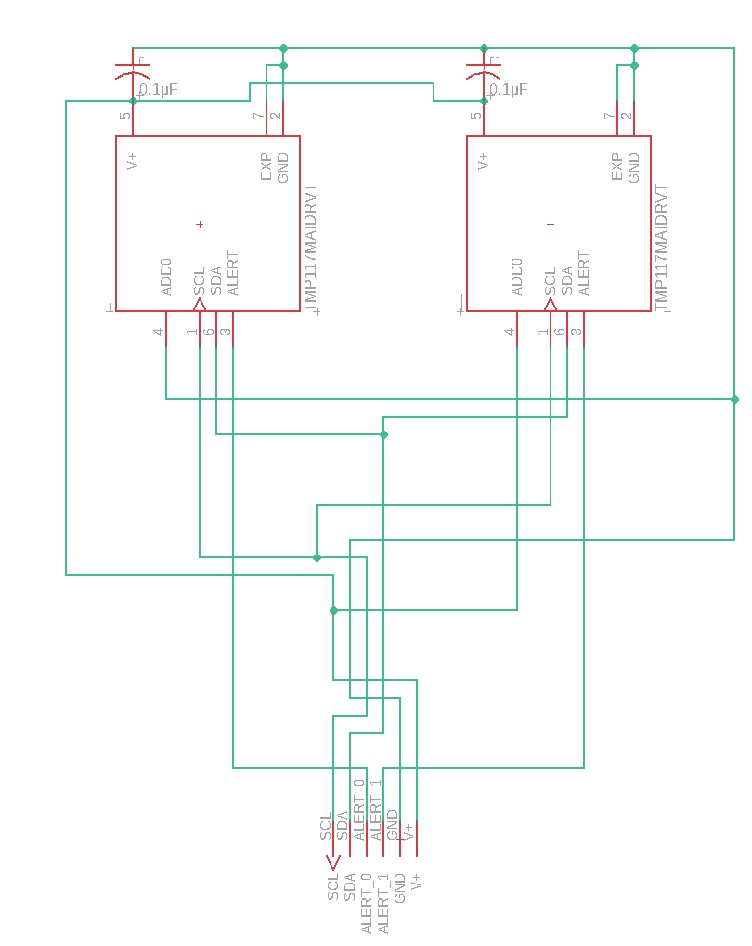 0.1µF
0.1µF
5
7
2
5
7
2
V+
EXP
GND
V+
EXP
GND
TMP117MAIDRVT
TMP117MAIDRVT
+
-
ADD0
SCL
SDA
ALERT
ADD0
SCL
SDA
ALERT
4
1
6
3
4
1
6
3
SCL
SDA
ALERT_0
ALERT_1
GND
V+
SCL
SDA
ALERT_0
ALERT_1
GND
V+